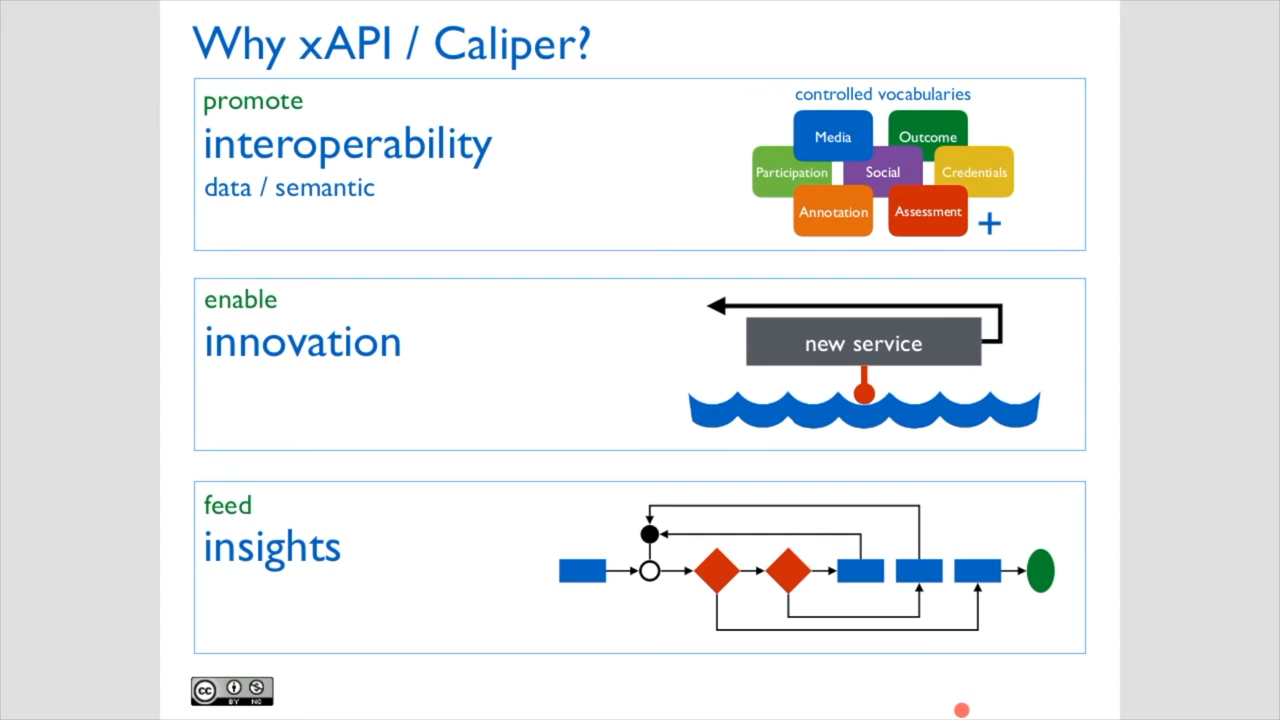 Why xAPI / Caliper?
promote
interoperability
data / semantic
controlled vocabularies
Media
Outcome
Participation
Social
Credentials
Annotation
Assessment
+
enable
innovation
new service
feed
insights
cc
BY NC